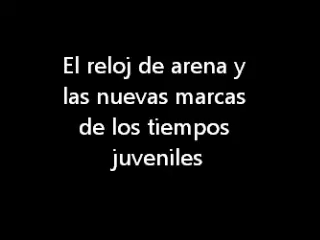 El reloj de arena y
las nuevas marcas
de los tiempos
juveniles